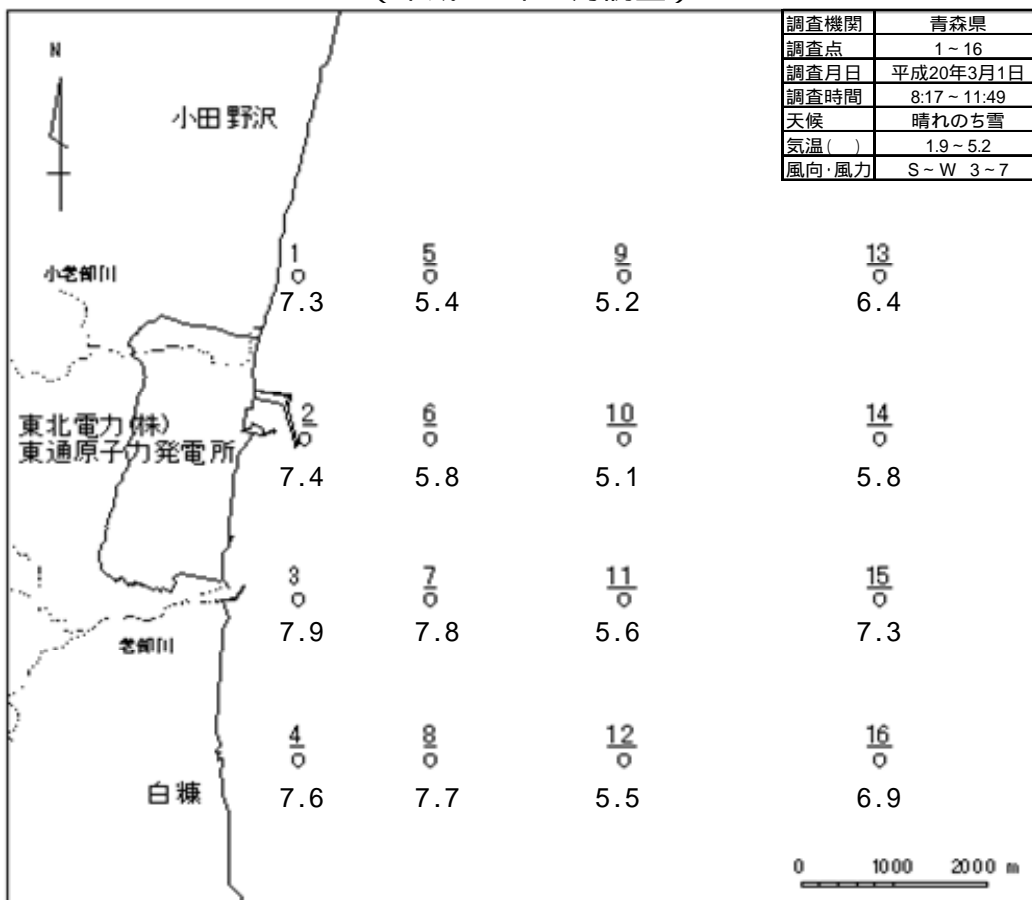 調査機関 青森県
調査点 1~16
調査月日 平成20年3月1日
調査時間 8:17~11:49
天候 晴れのち雪
気温( ) 1.9~5.2
風向・風力 S~W 3~7
N
小田野沢
小老部川
1 5 9 13
7.3 5.4 5.2 6.4
東北電力(株)
東通原子力発電所
2 6 10 14
7.4 5.8 5.1 5.8
3 7 11 15
7.9 7.8 5.6 7.3
老部川
4 8 12 16
白糠
7.6 7.7 5.5 6.9
0 1000 2000 m